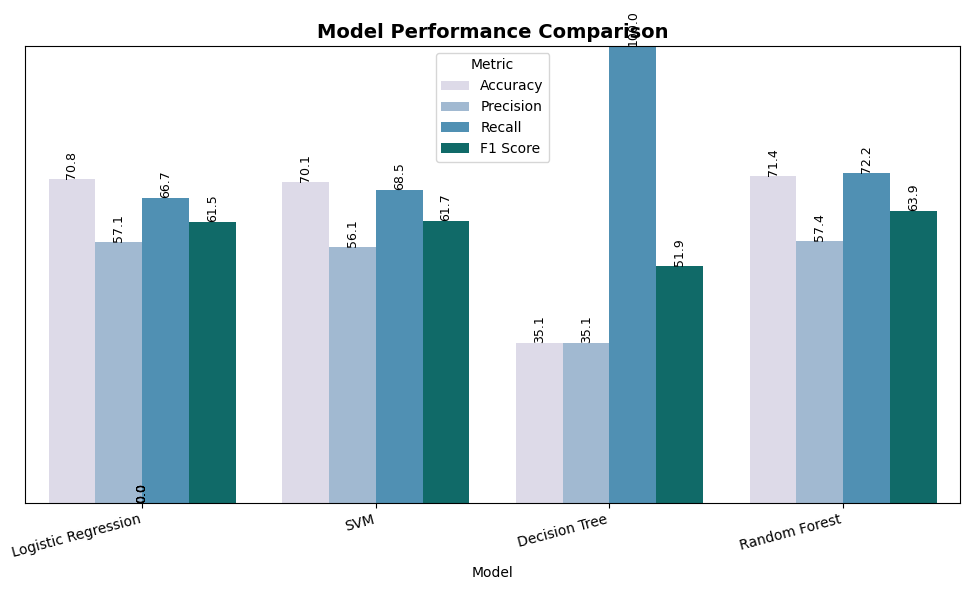 Model Performance Comparison
100.0
Metric
Accuracy
Precision
Recall
F1 Score
70.8
57.1
66.7
61.5
70.1
56.1
68.5
61.7
35.1
35.1
51.9
71.4
57.4
72.2
63.9
0.0
Logistic Regression
SVM
Decision Tree
Random Forest
Model